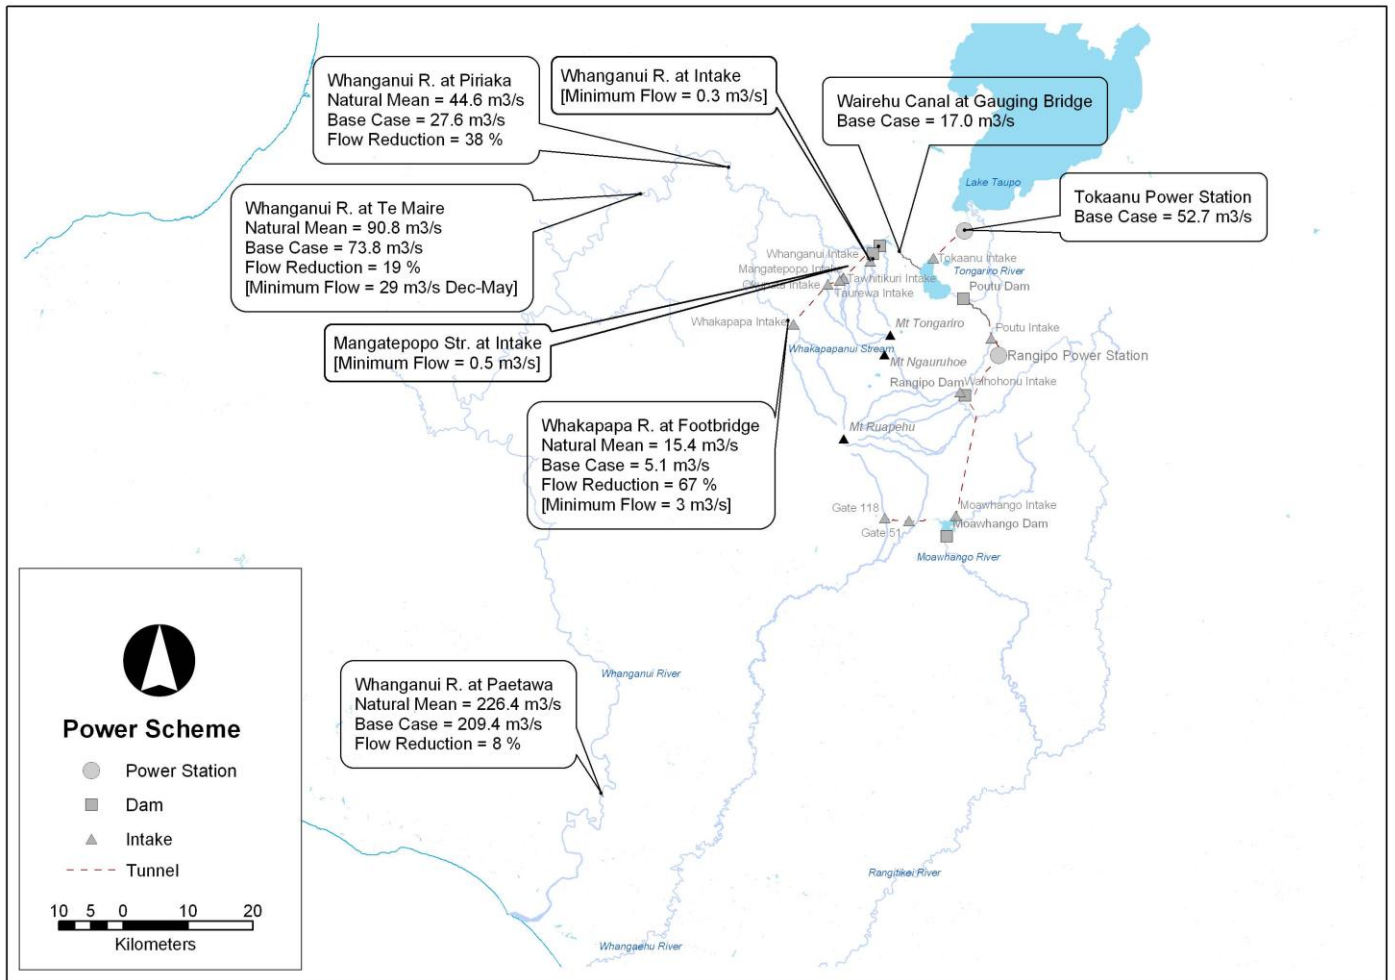 Whanganui R. at Piriaka
Natural Mean = 44.6 m3/s
Base Case = 27.6 m3/s
Flow Reduction = 38 %
Whanganui R. at Intake
[Minimum Flow = 0.3 m3/s]
Wairehu Canal at Gauging Bridge
Base Case = 17.0 m3/s
Lake Taupo
Tokaanu Power Station
Base Case = 52.7 m3/s
Whanganui R. at Te Maire
Natural Mean = 90.8 m3/s
Base Case = 73.8 m3/s
Flow Reduction = 19 %
[Minimum Flow = 29 m3/s Dec-May]
Whanganui Intake
Mangatepopo Intake
Intake
Tawhitikuri Intake
Taurewa Intake
Tokaanu Intake
Tongariro River
Poutu Dam
Whakapapa Intake
Mt Tongariro
Poutu Intake
Mangatepopo Str. at Intake
[Minimum Flow = 0.5 m3/s]
Whakapapanui Stream
Mt Ngauruhoe
Rangipo Power Station
Rangipo Dam
Waihohonu Intake
Whakapapa R. at Footbridge
Natural Mean = 15.4 m3/s
Base Case = 5.1 m3/s
Flow Reduction = 67 %
[Minimum Flow = 3 m3/s]
Mt Ruapehu
Gate 118
Gate 51
Moawhango Intake
Moawhango Dam
Moawhango River
Whanganui R. at Paetawa
Natural Mean = 226.4 m3/s
Base Case = 209.4 m3/s
Flow Reduction = 8 %
Whanganui River
Rangitikei River
Whangaehu River
Power Scheme
Power Station
Dam
Intake
Tunnel
10 5 0 10 20
Kilometers